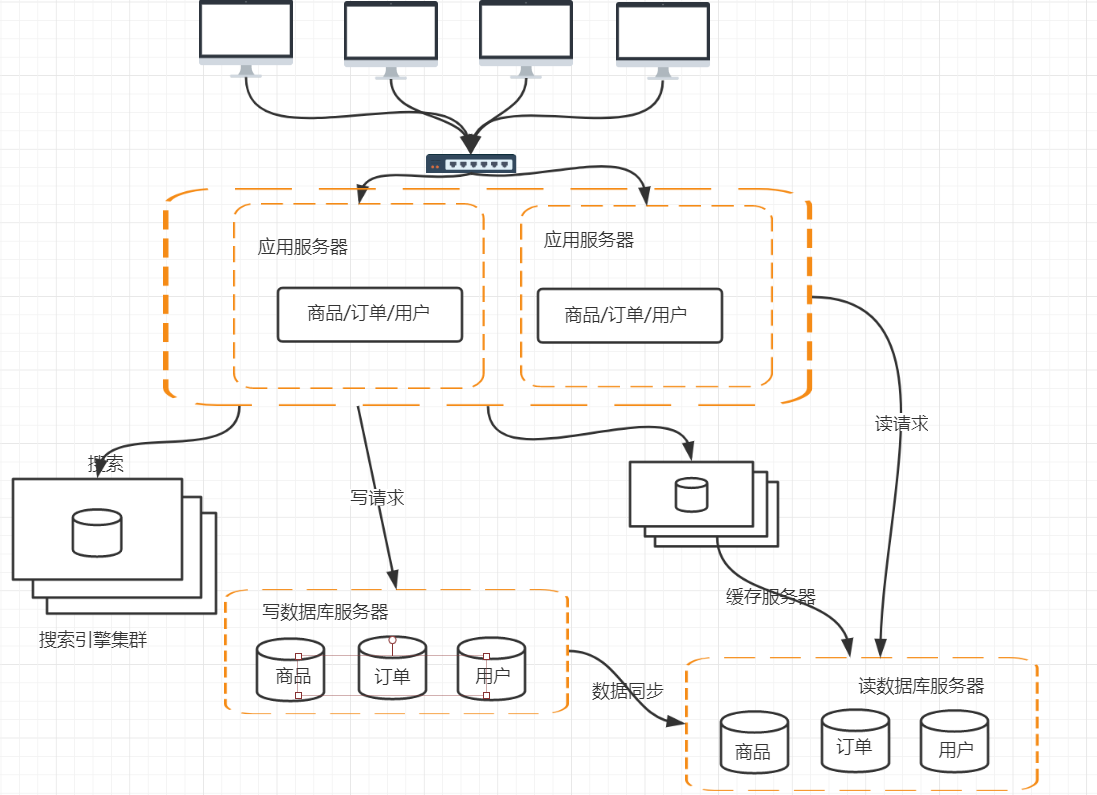 应用服务器
应用服务器
商品/订单/用户
商品/订单/用户
读请求
搜索
写请求
缓存服务器
写数据库服务器
搜索引擎集群
商品
订单
用户
数据同步
读数据库服务器
商品
订单
用户